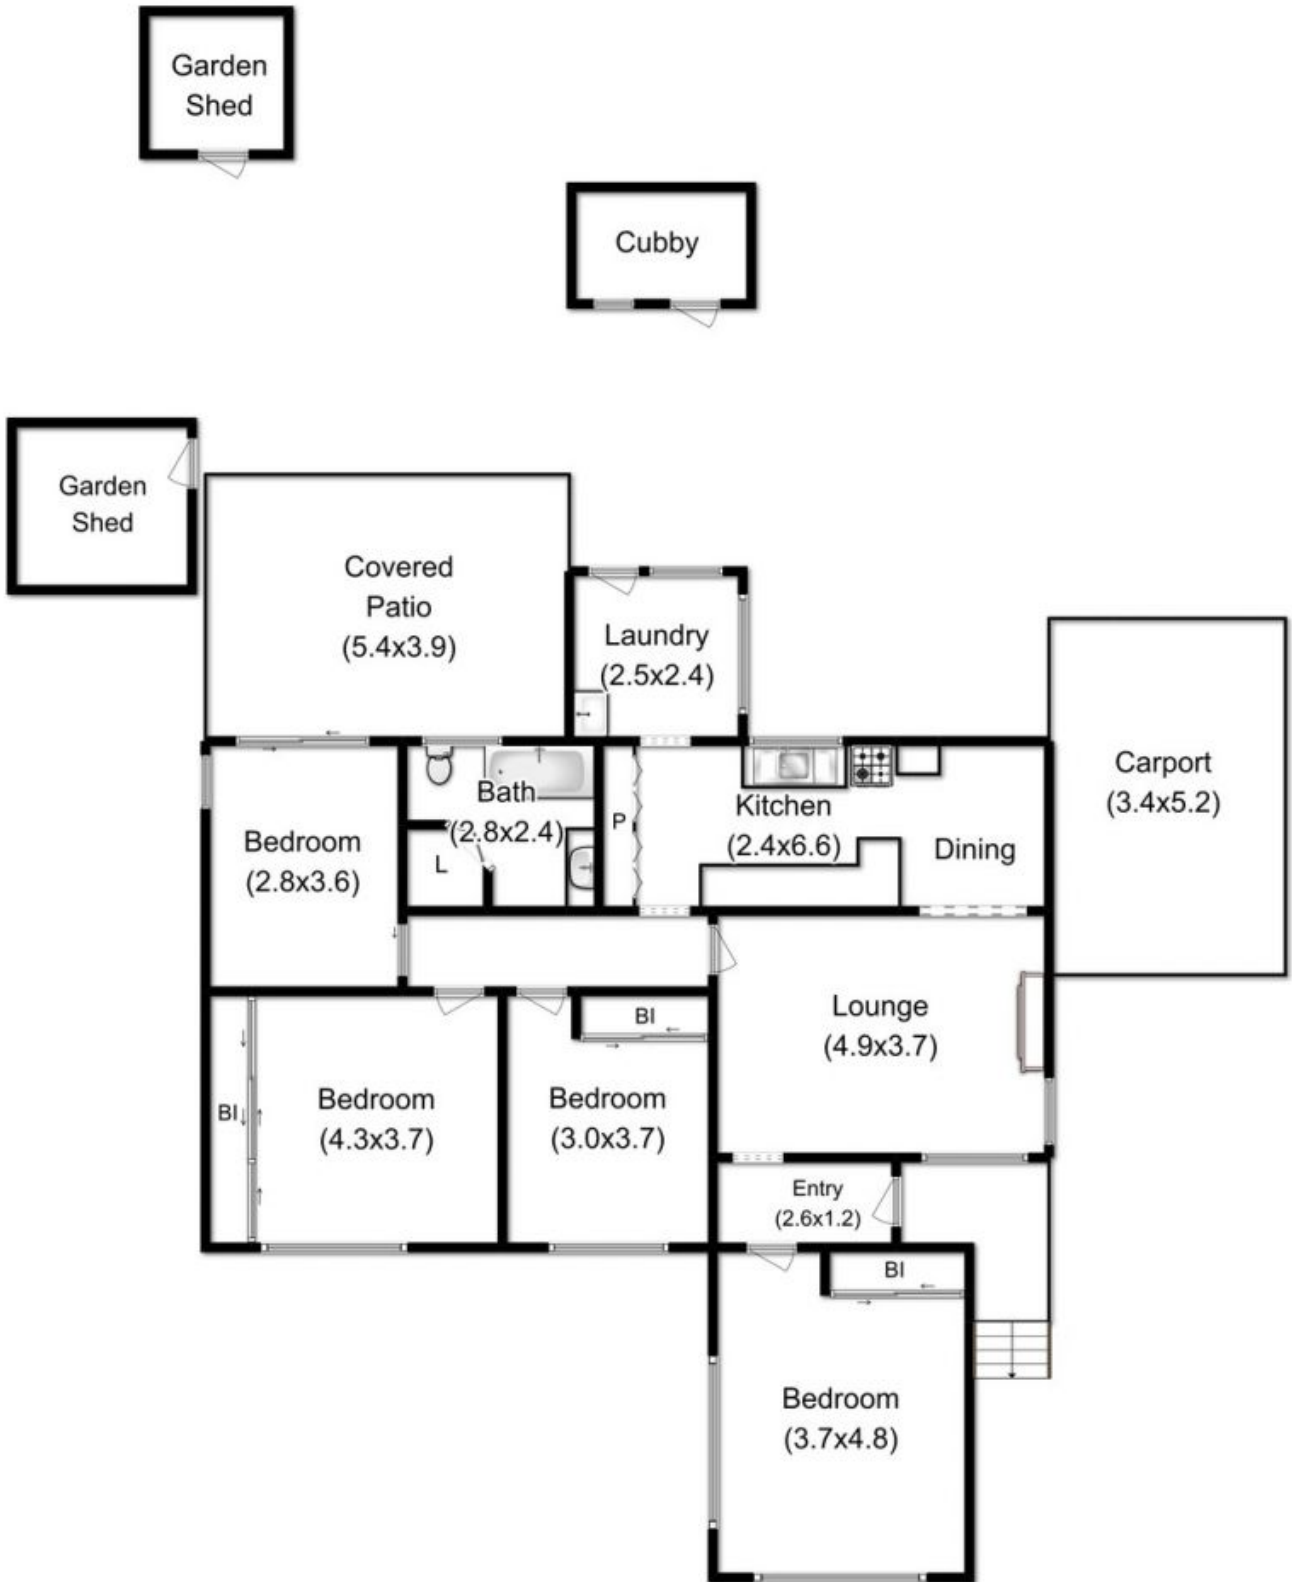 Garden
Shed
Cubby
Garden
Shed
Covered
Patio
(5.4x3.9)
Laundry
(2.5x2.4)
Carport
(3.4x5.2)
Bath
(2.8x2.4)
L
P
Kitchen
(2.4x6.6)
Dining
Bedroom
(2.8x3.6)
Lounge
(4.9x3.7)
BI
Bedroom
(4.3x3.7)
BI
Bedroom
(3.0x3.7)
Entry
(2.6x1.2)
BI
Bedroom
(3.7x4.8)